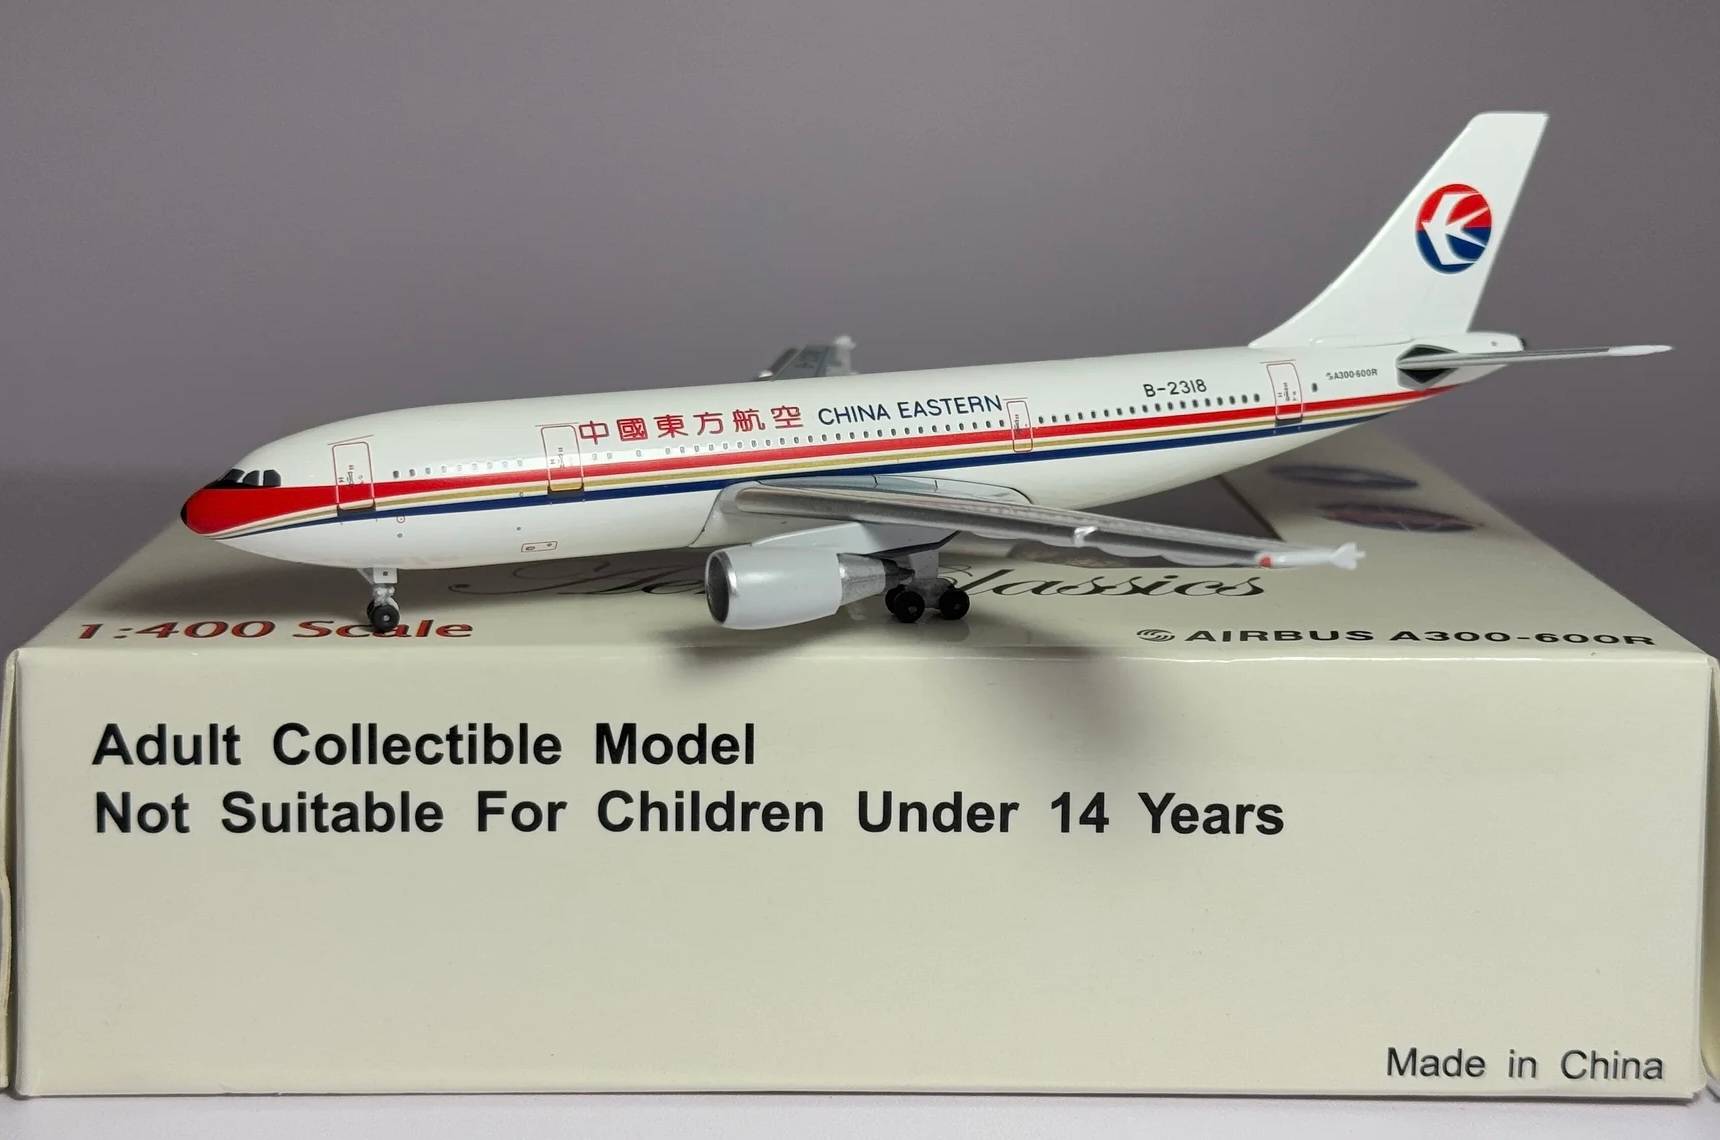 中國東方航空 CHINA EASTERN
B-2318
A300-600R
1:400 Scale
Classics
AIRBUS A300-600R
Adult Collectible Model
Not Suitable For Children Under 14 Years
Made in China